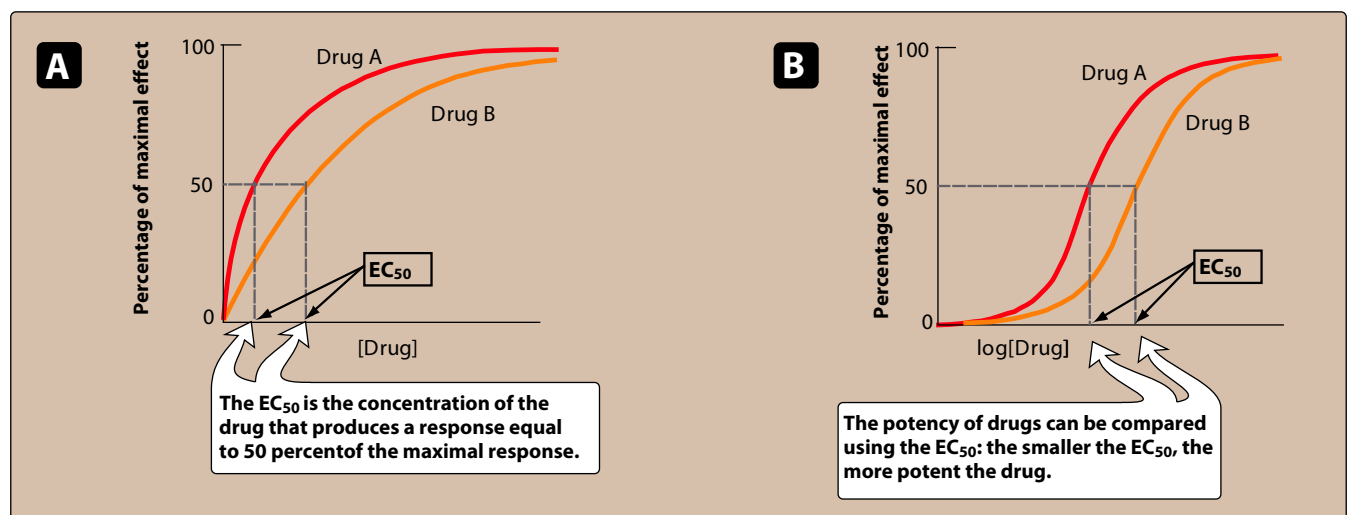 A
Percentage of maximal effect
100
50
0
Drug A
Drug B
EC50
[Drug]
The EC50 is the concentration of the
drug that produces a response equal
to 50 percentof the maximal response.
B
Percentage of maximal effect
100
50
0
Drug A
Drug B
EC50
log[Drug]
The potency of drugs can be compared
using the EC50: the smaller the EC50, the
more potent the drug.